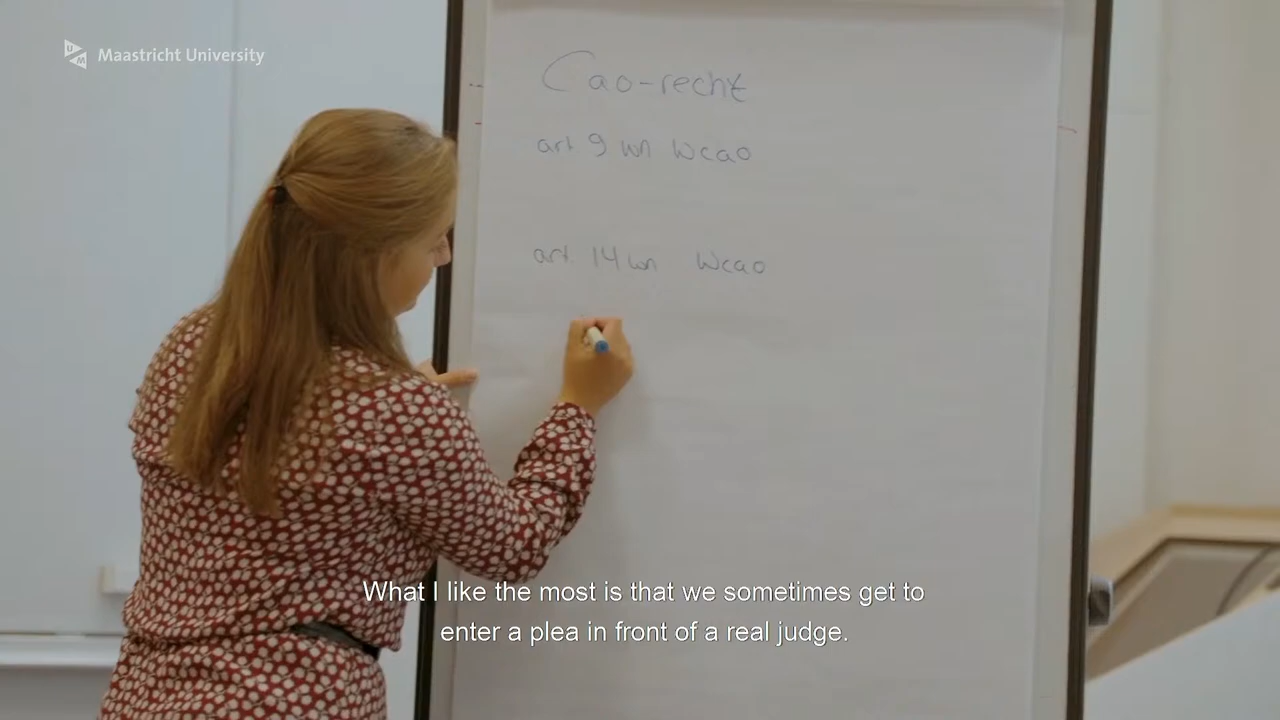 Maastricht University
Cao-recht
art 9 wn Wcao
art. 14 wn Wcao
What I like the most is that we sometimes get to
enter a plea in front of a real judge.